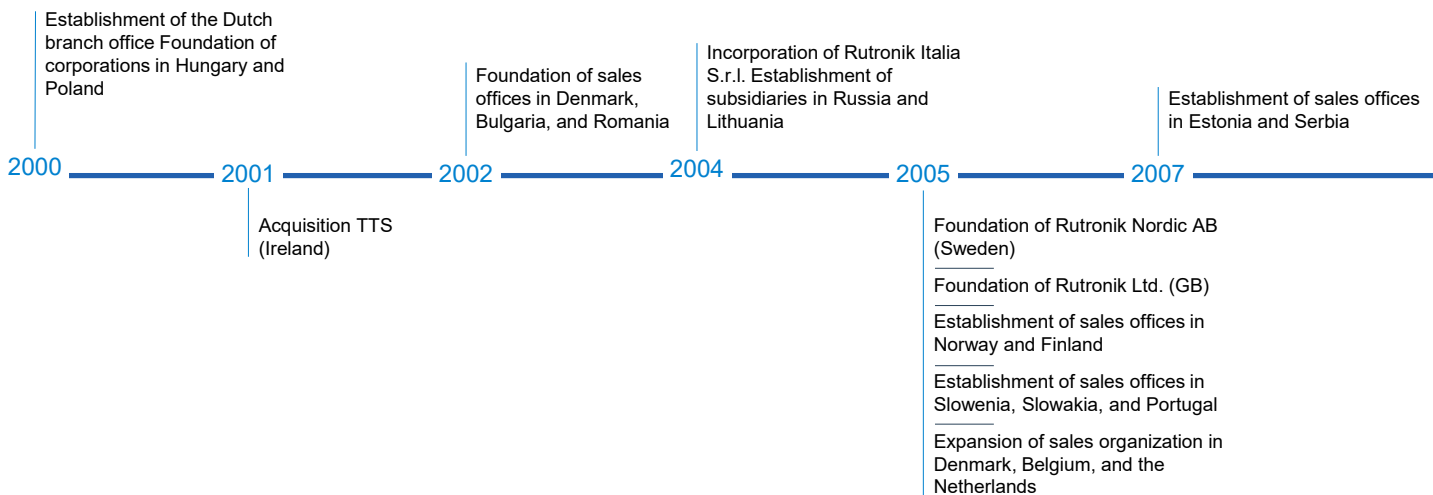 Establishment of the Dutch
branch office Foundation of
corporations in Hungary and
Poland
2000
2001
Acquisition TTS
(Ireland)
Foundation of sales
offices in Denmark,
Bulgaria, and Romania
2002
Incorporation of Rutronik Italia
S.r.l. Establishment of
subsidiaries in Russia and
Lithuania
2004
2005
Foundation of Rutronik Nordic AB
(Sweden)
Foundation of Rutronik Ltd. (GB)
Establishment of sales offices in
Norway and Finland
Establishment of sales offices in
Slowenia, Slowakia, and Portugal
Expansion of sales organization in
Denmark, Belgium, and the
Netherlands
Establishment of sales offices
in Estonia and Serbia
2007